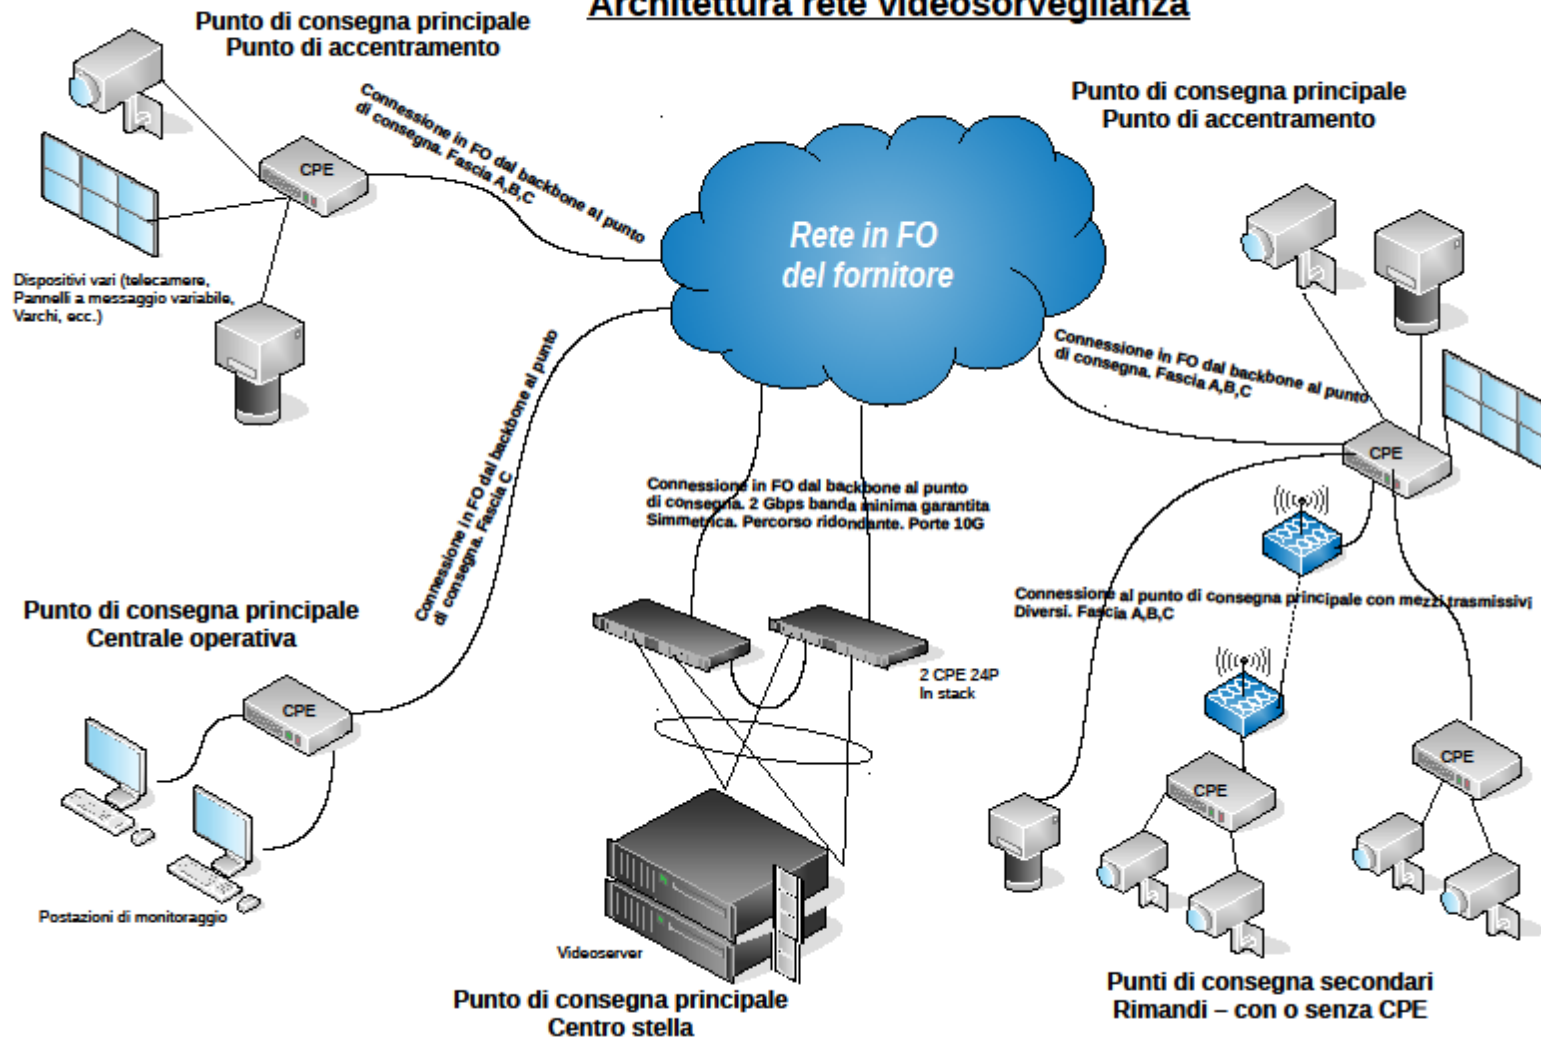 Architettura rete videosorveglianza
Punto di consegna principale
Punto di accentramento
Connessione in FO dal backbone al punto
di consegna. Fascia A,B,C
CPE
Dispositivi vari (telecamere,
Pannelli a messaggio variabile,
Varchi, ecc.)
Rete in FO
del fornitore
Punto di consegna principale
Punto di accentramento
Connessione in FO dal backbone al punto
di consegna. Fascia A,B,C
CPE
Connessione in FO dal backbone al punto
di consegna. Fascia C
Connessione in FO dal backbone al punto
di consegna. 2 Gbps banda minima garantita
Simmetrica. Percorso ridondante. Porte 10G
Connessione al punto di consegna principale con mezzi trasmissivi
Diversi. Fascia A,B,C
Punto di consegna principale
Centrale operativa
CPE
2 CPE 24P
In stack
CPE
CPE
Postazioni di monitoraggio
Videoserver
Punto di consegna principale
Centro stella
Punti di consegna secondari
Rimandi – con o senza CPE